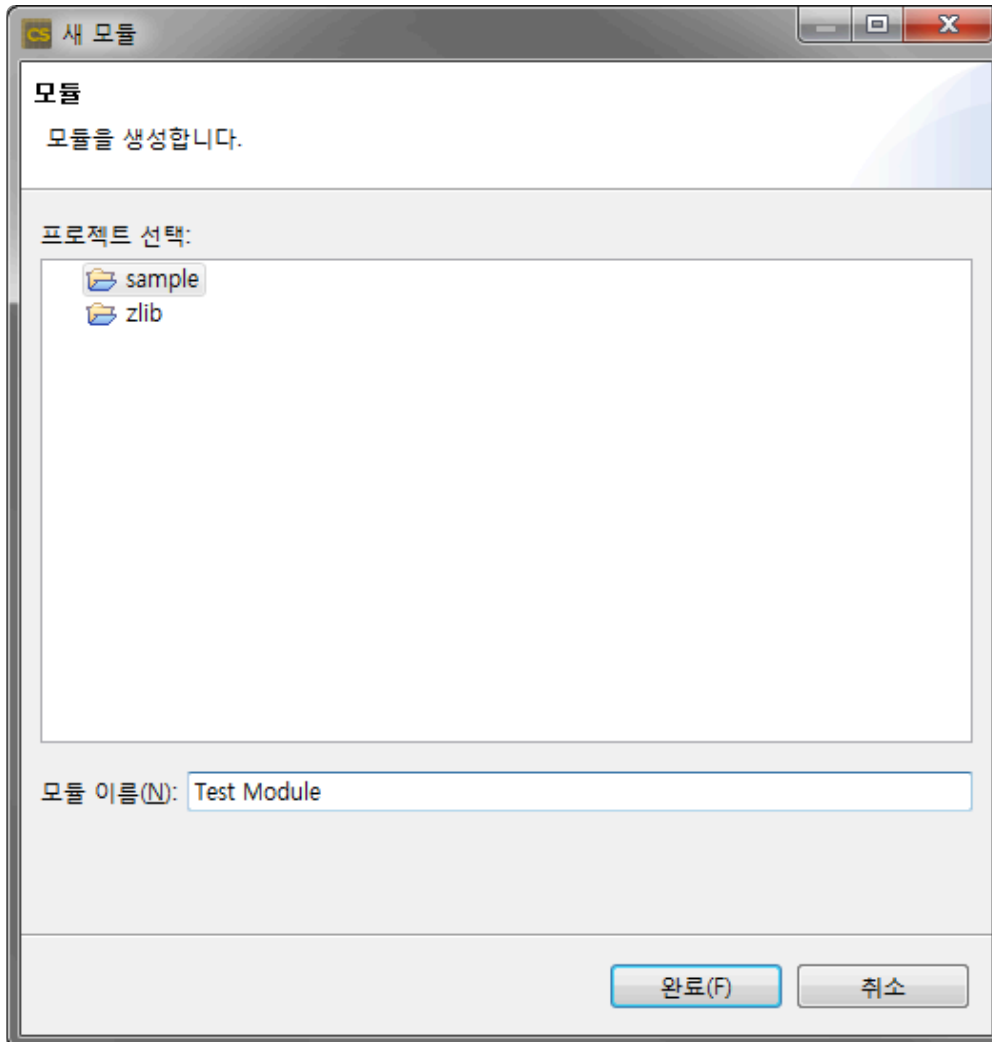 CS 새 모듈
모듈
모듈을 생성합니다.
프로젝트 선택:
sample
zlib
모듈 이름(N): Test Module
완료(F) 취소